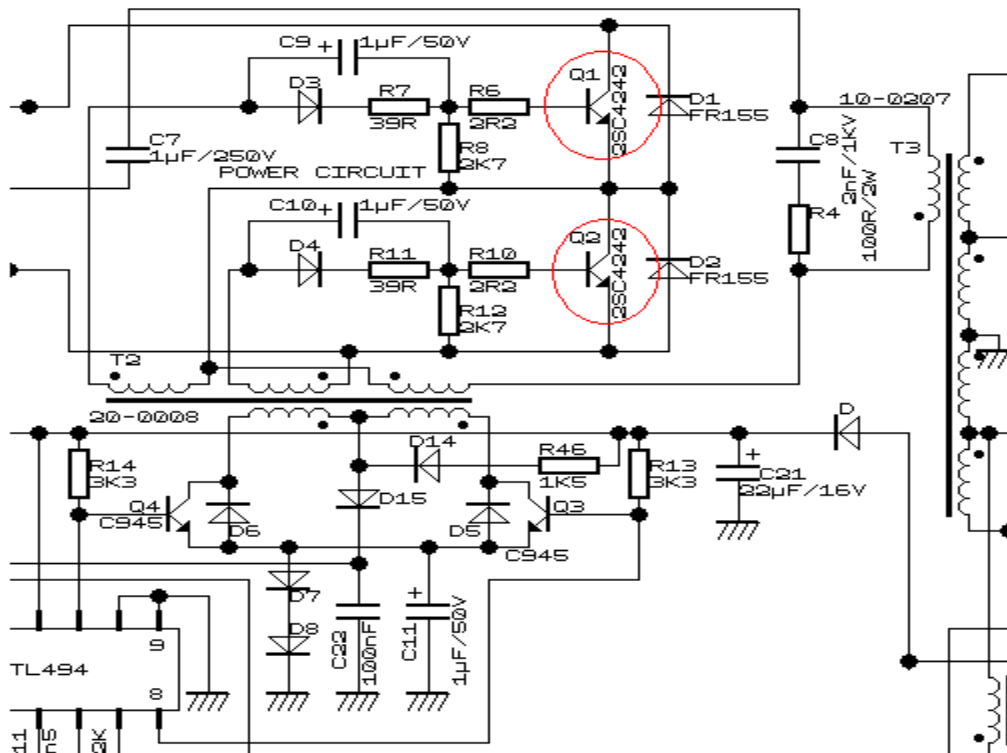 C9 + 1µF/50V
D3
R7
39R
R6
2R2
Q1
2SC4242
D1
FR155
10-0207
C7
1µF/250V
R8
2K7
C8
2nF/1KV
T3
POWER CIRCUIT
C10 + 1µF/50V
D4
R11
39R
R10
2R2
Q2
2SC4242
D2
FR155
R4
100R/2W
R12
2K7
T2
20-0008
D14
R46
1K5
D
R14
3K3
R13
3K3
+
C21
22µF/16V
D15
Q4
C945
D6
D5
Q3
C945
D7
D8
C22
100nF
+
C11
1µF/50V
TL494
9
8
11
n5
2K